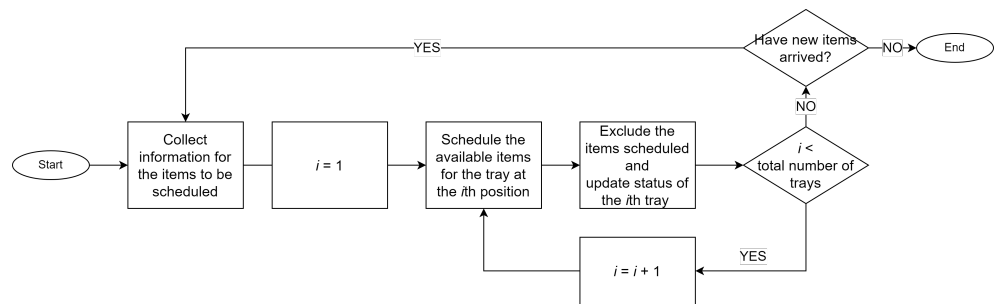 YES
Have new items
arrived?
NO
End
NO
Start
Collect
information for
the items to be
scheduled
i = 1
Schedule the
available items
for the tray at
the ith position
Exclude the
items scheduled
and
update status of
the ith tray
i <
total number of
trays
YES
i = i + 1